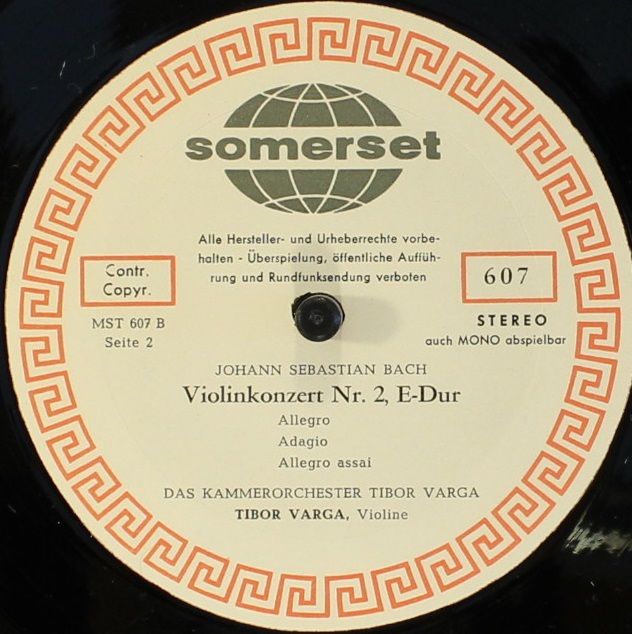 somerset
Alle Hersteller- und Urheberrechte vorbe-
halten - Überspielung, öffentliche Auffüh-
rung und Rundfunksendung verboten
Contr.
Copyr.
607
MST 607 B
Seite 2
STEREO
auch MONO abspielbar
JOHANN SEBASTIAN BACH
Violinkonzert Nr. 2, E-Dur
Allegro
Adagio
Allegro assai
DAS KAMMERORCHESTER TIBOR VARGA
TIBOR VARGA, Violine